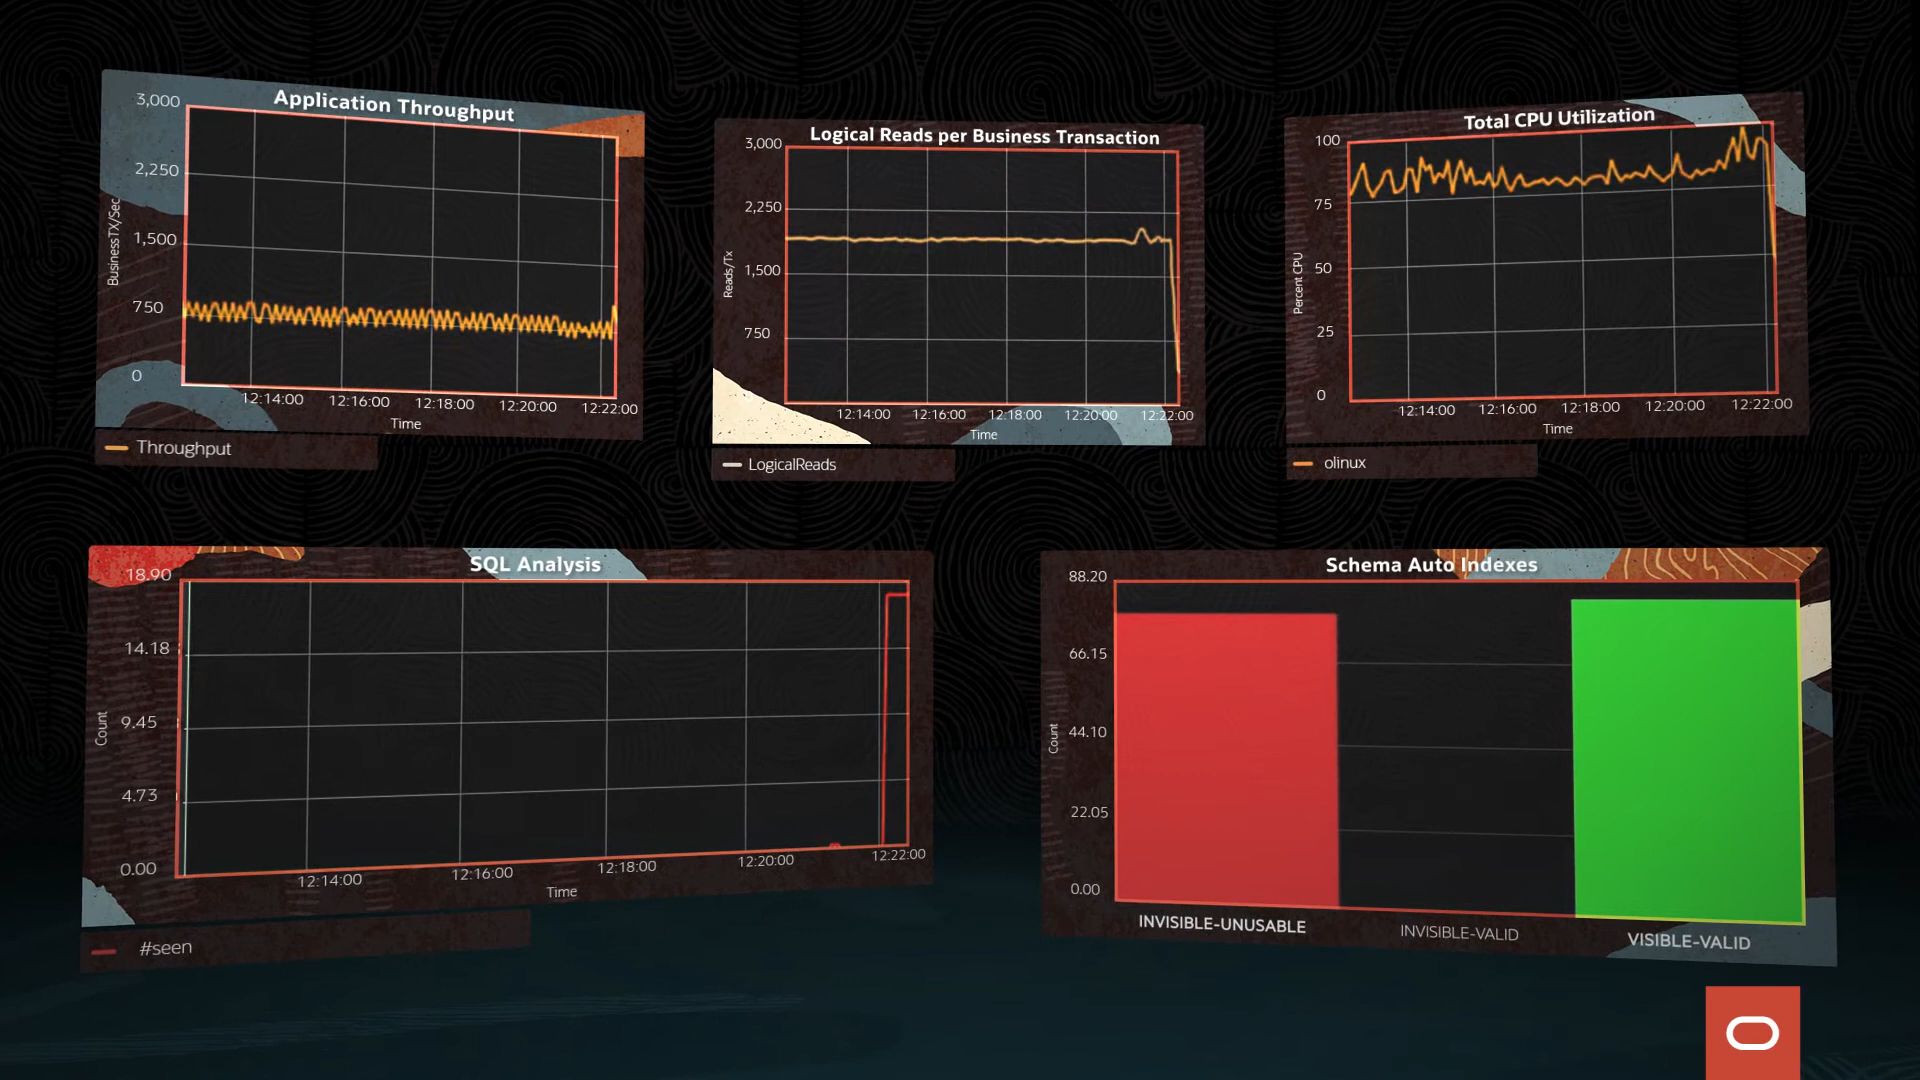 Application Throughput
3,000
2,250
1,500
750
0
BusinessTX/Sec
12:14:00 12:16:00 12:18:00 12:20:00 12:22:00
Time
Throughput
Logical Reads per Business Transaction
3,000
2,250
1,500
750
Reads/Tx
12:14:00 12:16:00 12:18:00 12:20:00 12:22:00
Time
LogicalReads
Total CPU Utilization
100
75
50
25
0
Percent CPU
12:14:00 12:16:00 12:18:00 12:20:00 12:22:00
Time
olinux
SQL Analysis
18.90
14.18
9.45
4.73
0.00
Count
12:14:00 12:16:00 12:18:00 12:20:00 12:22:00
Time
#seen
Schema Auto Indexes
88.20
66.15
44.10
22.05
0.00
Count
INVISIBLE-UNUSABLE INVISIBLE-VALID VISIBLE-VALID